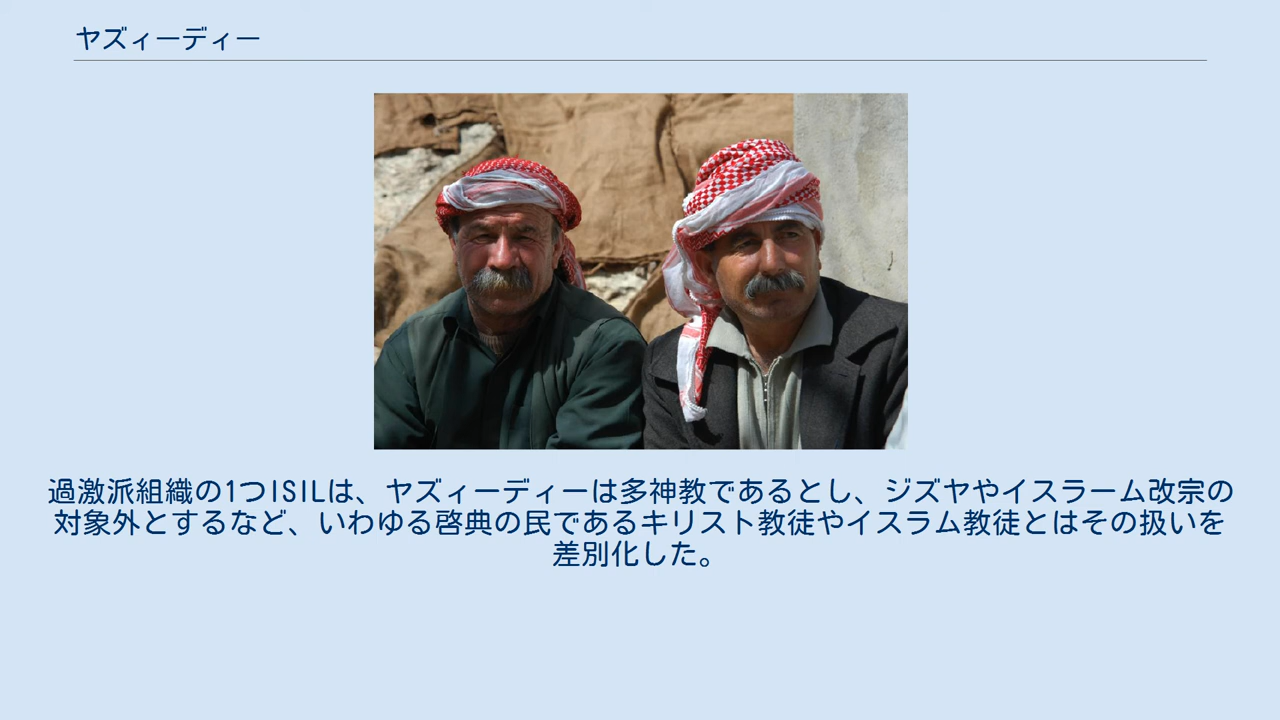 ヤズィーディー
過激派組織の1つISILは、ヤズィーディーは多神教であるとし、ジズヤやイスラーム改宗の
対象外とするなど、いわゆる啓典の民であるキリスト教徒やイスラム教徒とはその扱いを
差別化した。